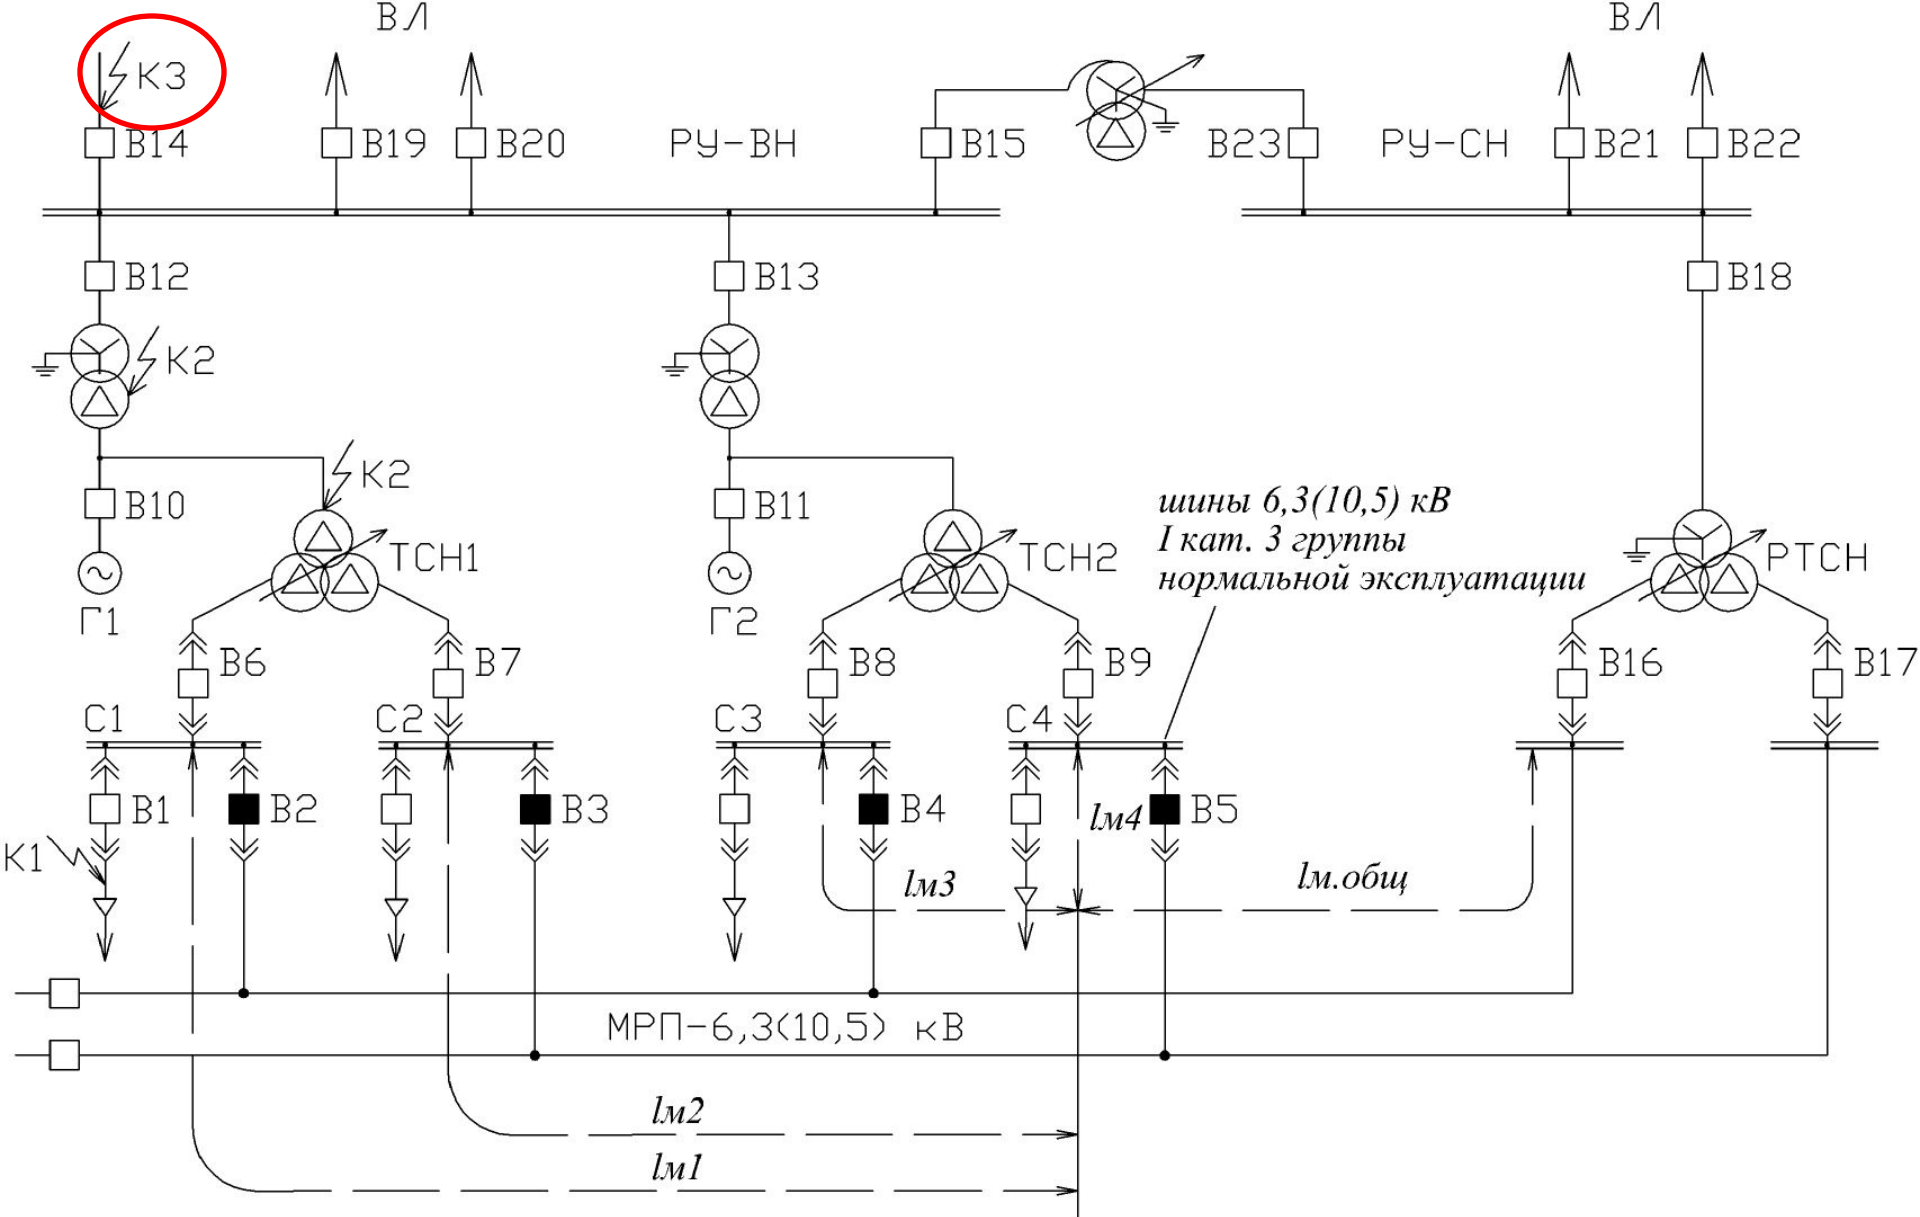 ВЛ
ВЛ
К3
В14
В19
В20
РУ-ВН
В15
В23
РУ-СН
В21
В22
В12
В13
В18
К2
К2
В10
В11
шины 6,3(10,5) кВ
I кат. 3 группы
нормальной эксплуатации
ТСН1
ТСН2
РТСН
Г1
Г2
В6
В7
В8
В9
В16
В17
С1
С2
С3
С4
В1
В2
В3
В4
lм4
В5
К1
lм3
lм.общ
МРП-6,3(10,5) кВ
lм2
lм1